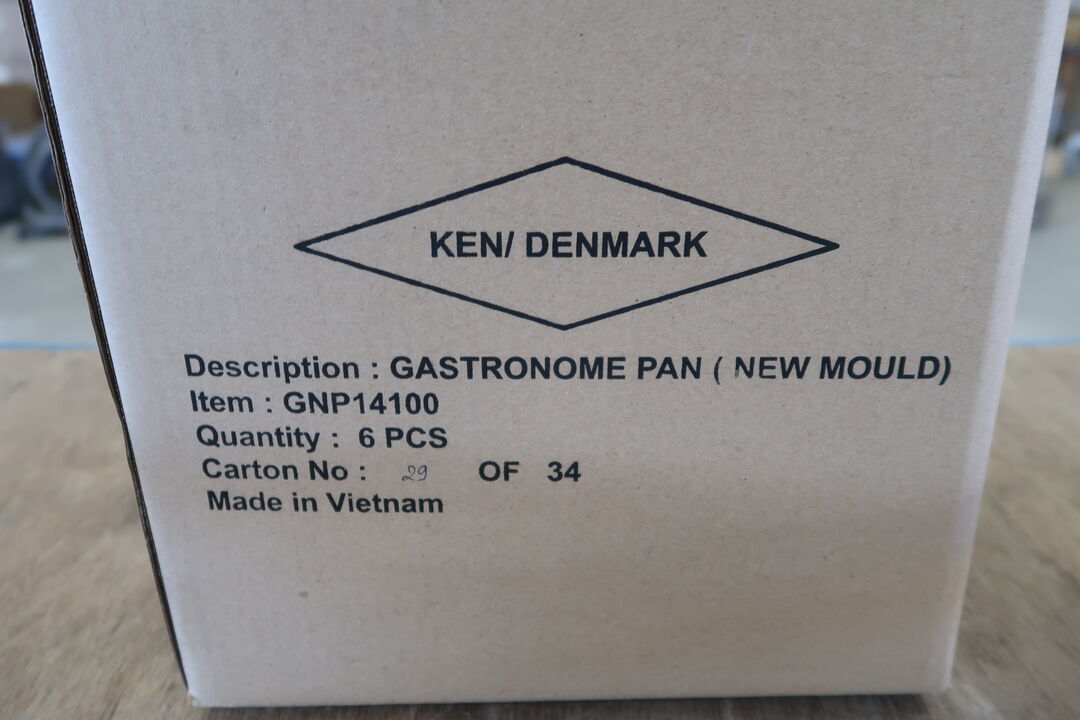 KEN/ DENMARK
Description : GASTRONOME PAN ( NEW MOULD)
Item : GNP14100
Quantity : 6 PCS
Carton No : 29 OF 34
Made in Vietnam